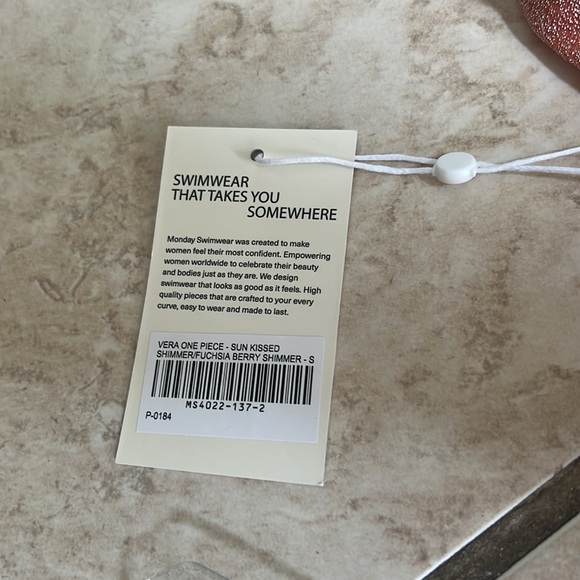 SWIMWEAR
THAT TAKES YOU
SOMEWHERE
Monday Swimwear was created to make
women feel their most confident. Empowering
women worldwide to celebrate their beauty
and bodies just as they are. We design
swimwear that looks as good as it feels. High
quality pieces that are crafted to your every
curve, easy to wear and made to last.
VERA ONE PIECE - SUN KISSED
SHIMMER/FUCHSIA BERRY SHIMMER - S
MS4022-137-2
P-0184